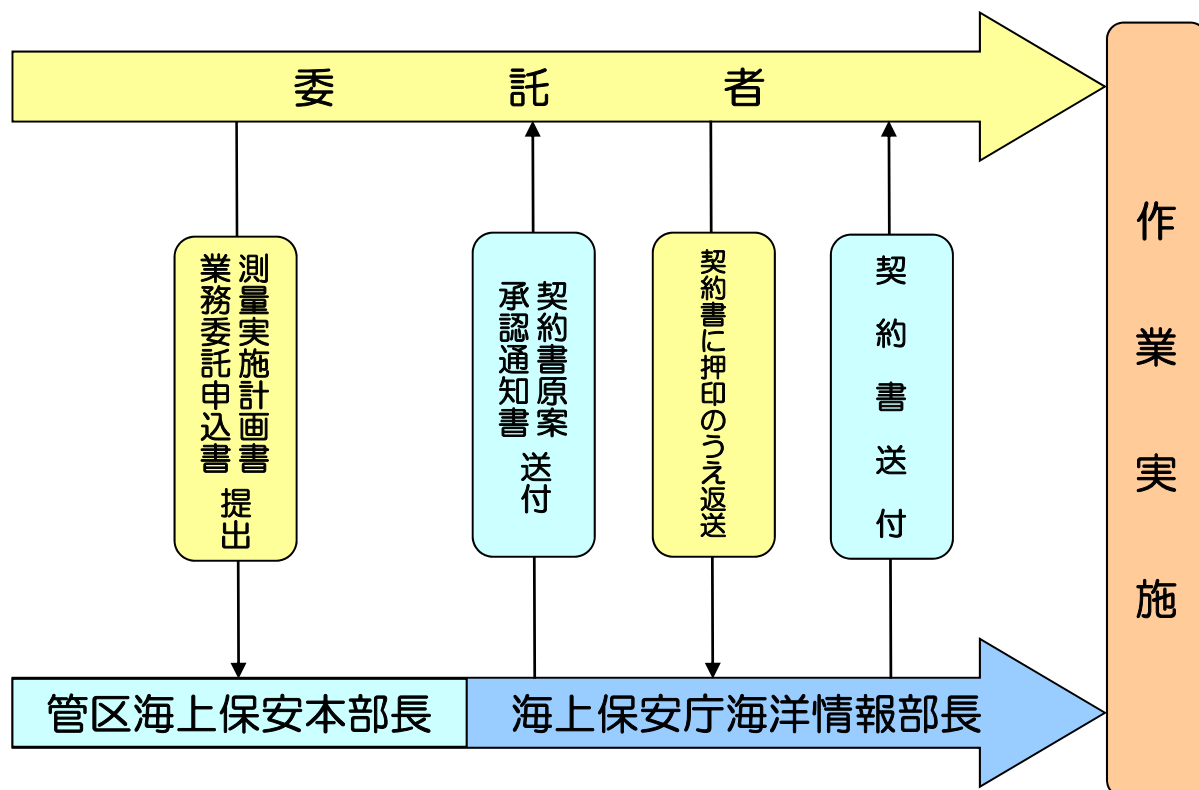 委託者
測量実施計画書
業務委託申込書
提出
契約書原案
承認通知書
送付
契約書に押印のうえ返送
契約書送付
管区海上保安本部長
海上保安庁海洋情報部長
作業実施